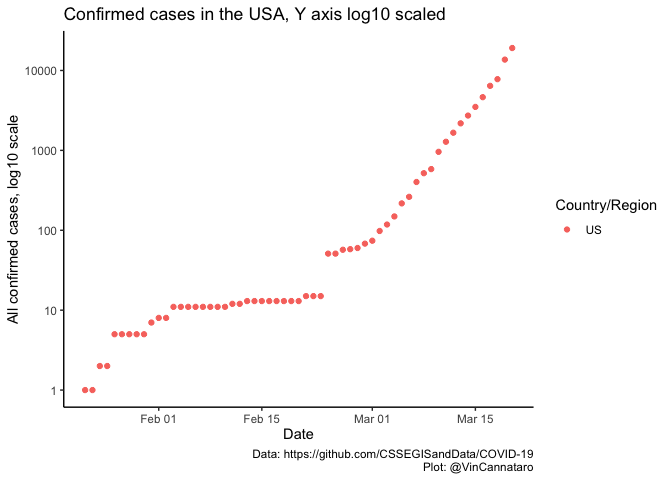 Confirmed cases in the USA, Y axis log10 scaled
All confirmed cases, log10 scale
10000
1000
100
10
1
Feb 01
Feb 15
Mar 01
Mar 15
Date
Country/Region
US
Data: https://github.com/CSSEGISandData/COVID-19
Plot: @VinCannataro